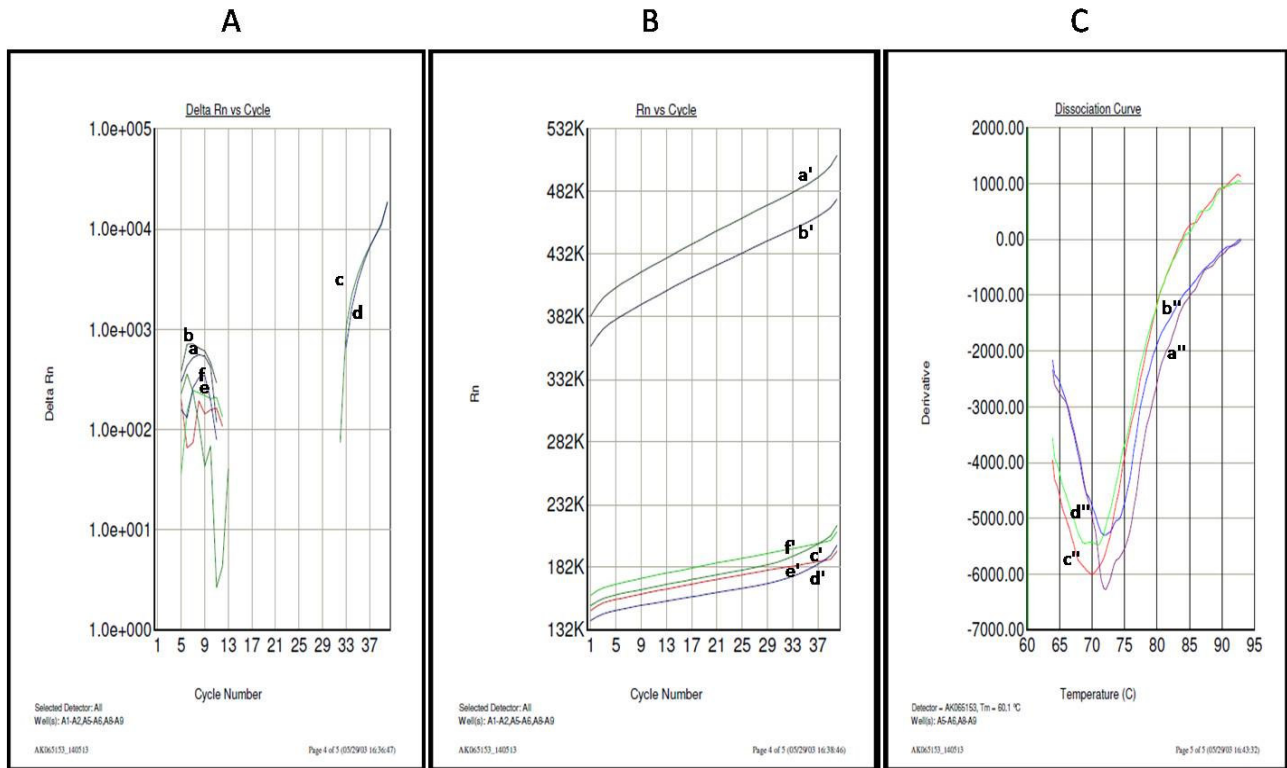 A
B
C
Delta Rn vs Cycle
1.0e+005
1.0e+004
1.0e+003
1.0e+002
1.0e+001
1.0e+000
Delta Rn
a
b
c
d
e
f
1 5 9 13 17 21 25 29 33 37
Cycle Number
Selected Detector: All
Well(s): A1-A2,A5-A6,A8-A9
AK065153_140513
Page 4 of 5 (05/29/03 16:36:47)
Rn vs Cycle
532K
482K
432K
382K
332K
282K
232K
182K
132K
Rn
a'
b'
f'
c'
e'
d'
1 5 9 13 17 21 25 29 33 37
Cycle Number
Selected Detector: All
Well(s): A1-A2,A5-A6,A8-A9
AK065153_140513
Page 4 of 5 (05/29/03 16:38:46)
Dissociation Curve
2000.00
1000.00
0.00
-1000.00
-2000.00
-3000.00
-4000.00
-5000.00
-6000.00
-7000.00
Derivative
b"
a"
d"
c"
60 65 70 75 80 85 90 95
Temperature (C)
Detector = AK065153, Tm = 60.1 °C
Well(s): A5-A6,A8-A9
AK065153_140513
Page 5 of 5 (05/29/03 16:43:32)